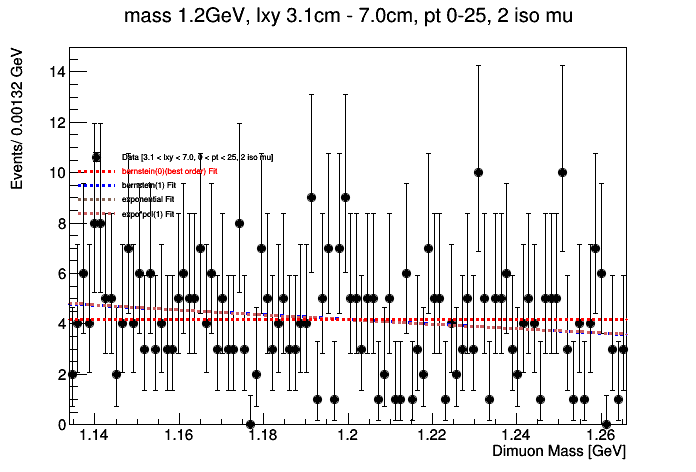 mass 1.2GeV, lxy 3.1cm - 7.0cm, pt 0-25, 2 iso mu
Events/ 0.00132 GeV
14
12
10
8
6
4
2
0
Data [3.1 < lxy < 7.0, 0 < pt < 25, 2 iso mu]
bernstein(0)(best order) Fit
bernstein(1) Fit
exponential Fit
expo*pol(1) Fit
1.14 1.16 1.18 1.2 1.22 1.24 1.26
Dimuon Mass [GeV]